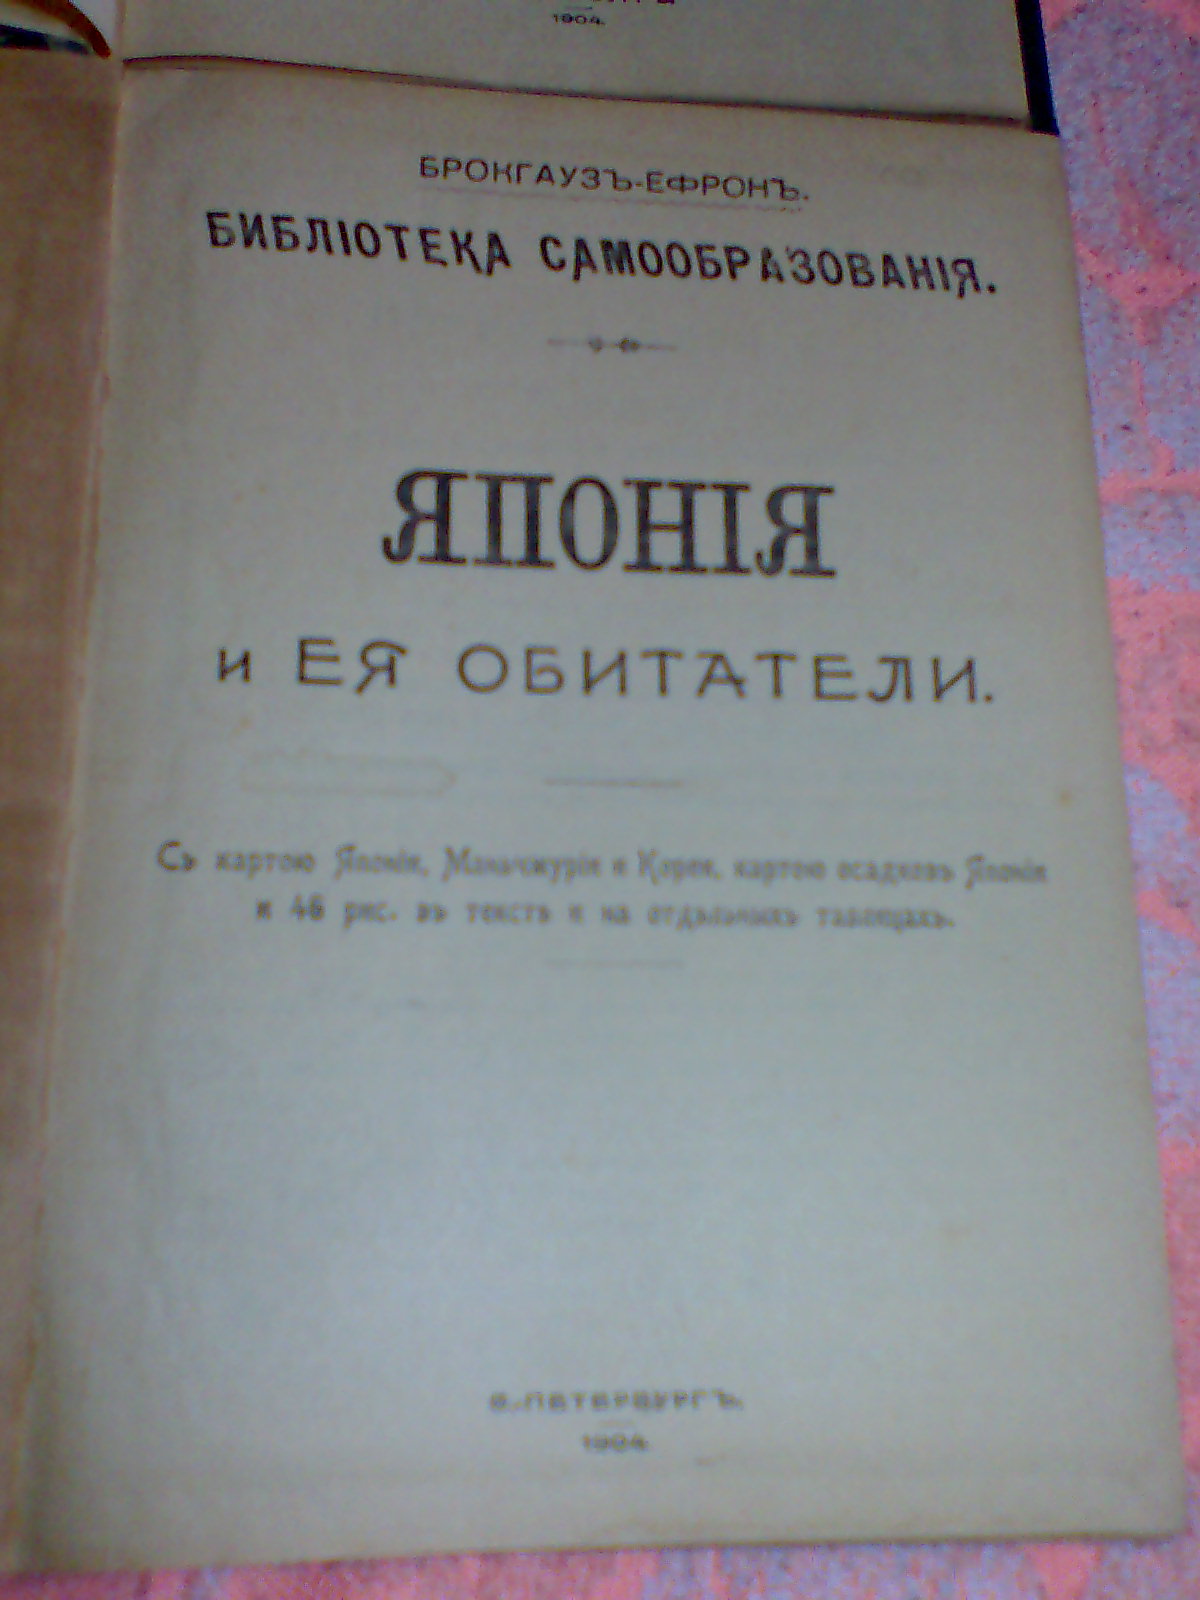 1904.
БРОКГАУЗЪ-ЕФРОНЪ.
БИБЛІОТЕКА САМООБРАЗОВАНІЯ.
ЯПОНІЯ
и ЕЯ ОБИТАТЕЛИ.
Съ картою Японіи, Маньчжуріи и Кореи, картою осадковъ Японіи
и 46 рис. въ текстѣ и на отдѣльныхъ таблицахъ.
С.-ПЕТЕРБУРГЪ.
1904.